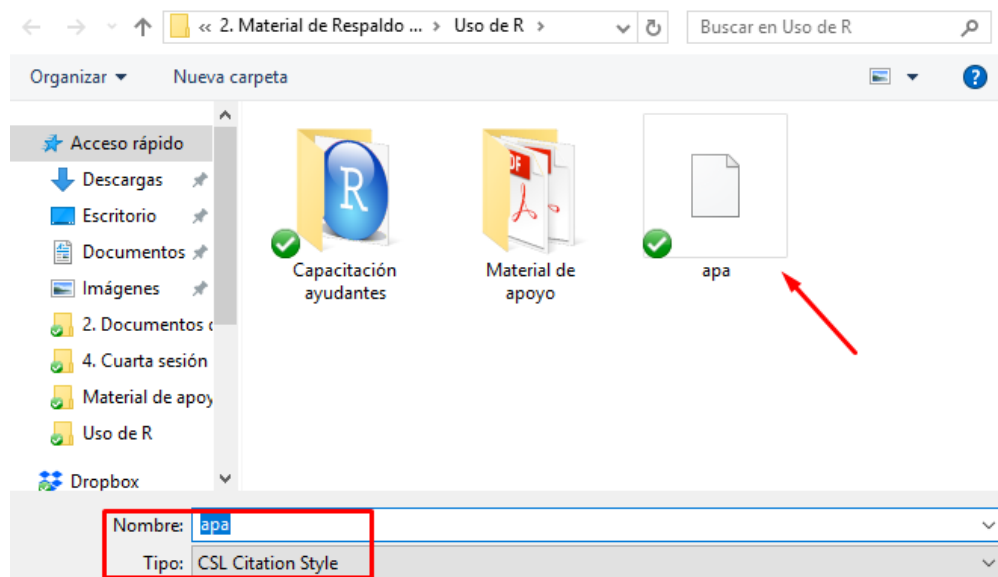 « 2. Material de Respaldo ... › Uso de R › Buscar en Uso de R
Organizar Nueva carpeta
Acceso rápido
Descargas
Escritorio
Documentos
Imágenes
2. Documentos
4. Cuarta sesión
Material de apoy
Uso de R
Dropbox
R
Capacitación
ayudantes
PDF
Material de
apoyo
apa
Nombre: apa
Tipo: CSL Citation Style